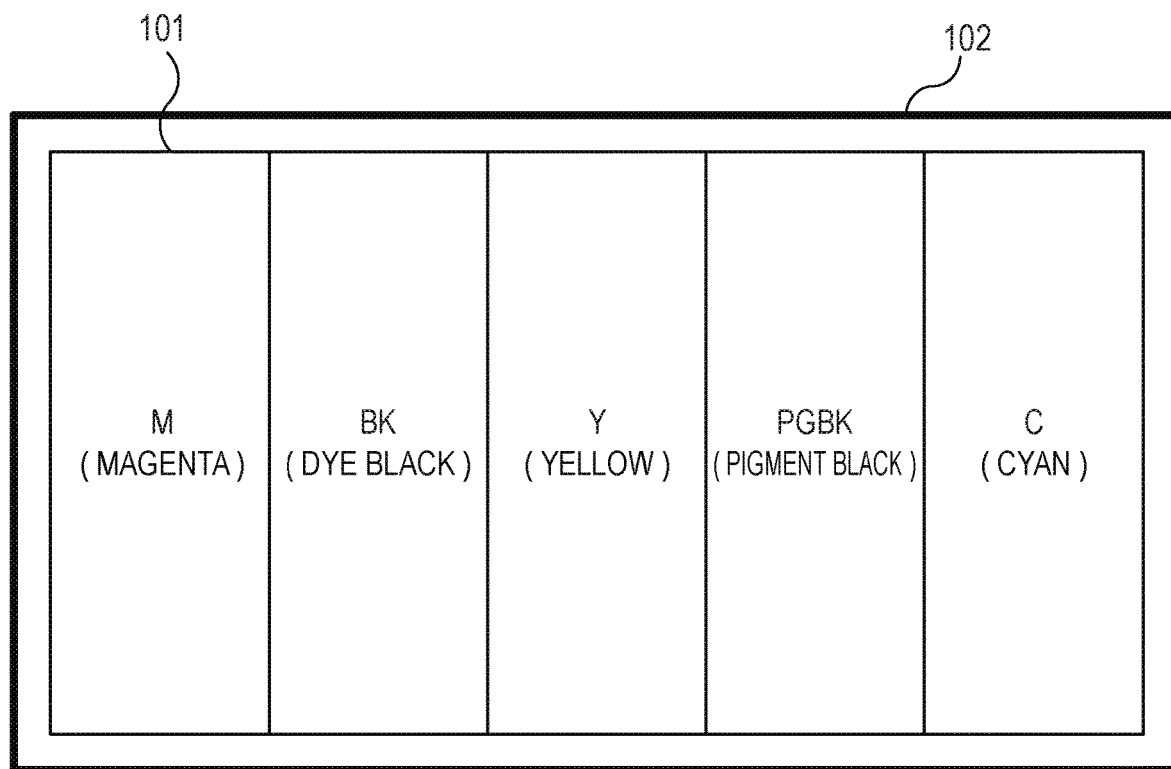 101
102
M
( MAGENTA )
BK
( DYE BLACK )
Y
( YELLOW )
PGBK
( PIGMENT BLACK )
C
( CYAN )